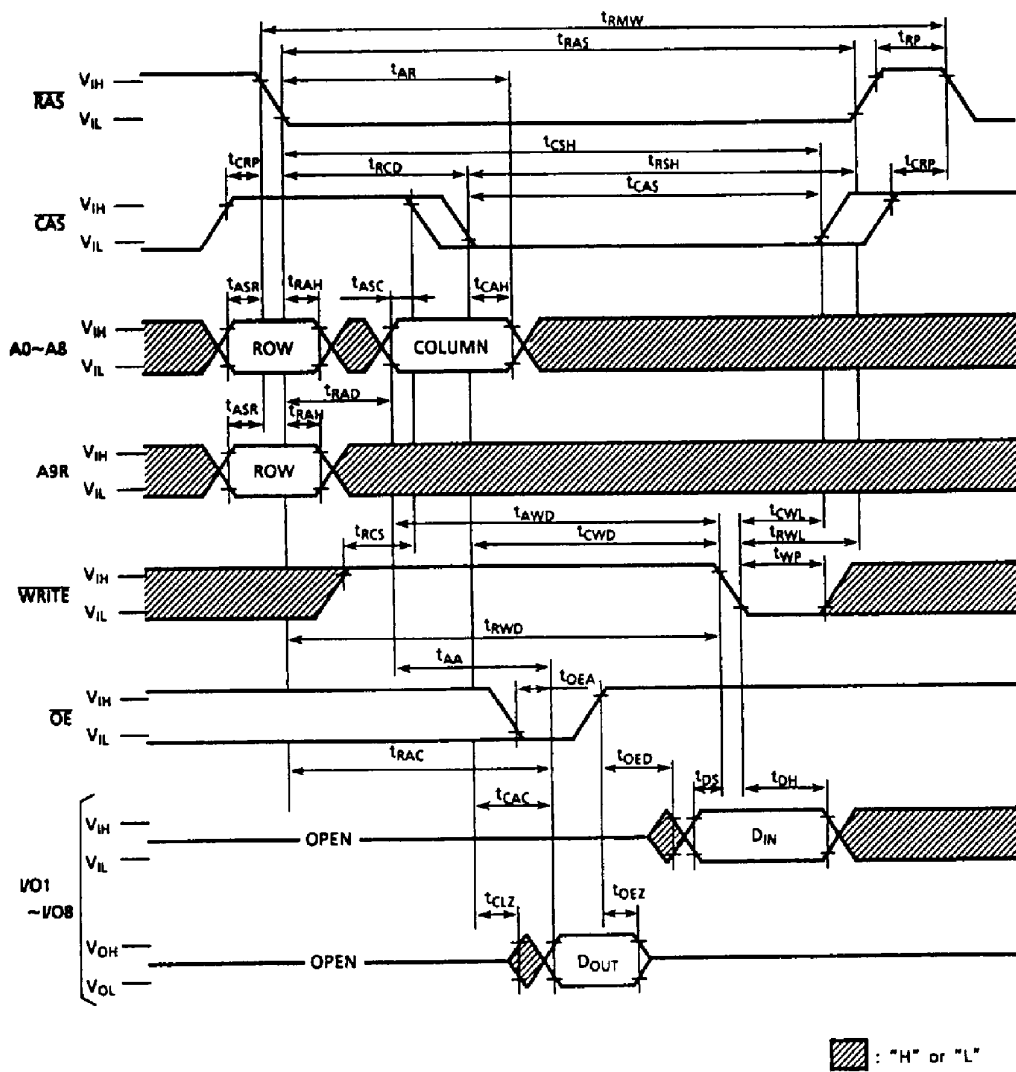 tRMW
tRAS
tRP
tAR
RAS
VIH
VIL
tCSH
tCRP
tRCD
tRSH
tCRP
tCAS
CAS
VIH
VIL
tASR
tRAH
tASC
tCAH
A0~A8
VIH
VIL
ROW
COLUMN
tRAD
tASR
tRAH
A9R
VIH
VIL
ROW
tAWD
tCWL
tRCS
tCWD
tRWL
tWP
WRITE
VIH
VIL
tRWD
tAA
tOEA
OE
VIH
VIL
tRAC
tOED
tDS
tDH
tCAC
VIH
VIL
OPEN
DIN
I/O1
~I/O8
tCLZ
tOEZ
VOH
VOL
OPEN
DOUT
: "H" or "L"